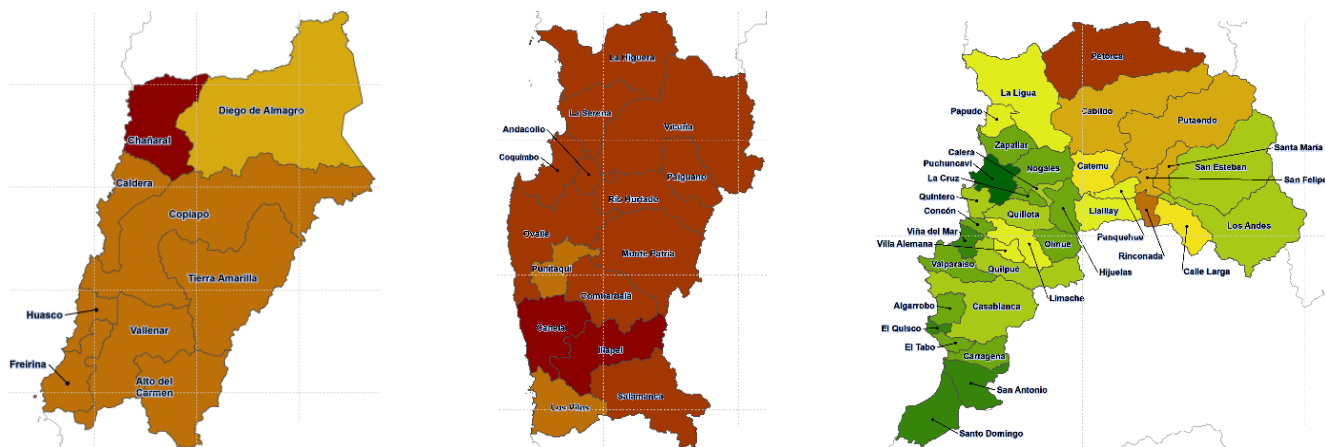 Diego de Almagro
Chañaral
Caldera
Copiapó
Tierra Amarilla
Huasco
Vallenar
Freirina
Alto del
Carmen
La Higuera
La Serena
Andacollo
Vicuña
Coquimbo
Paiguano
Río Hurtado
Ovalle
Monte Patria
Punitaqui
Combarbalá
Canela
Illapel
Salamanca
Los Vilos
Petorca
La Ligua
Papudo
Cabildo
Putaendo
Zapallar
Santa María
Calera
Nogales
Catemu
San Esteban
Puchuncaví
San Felipe
La Cruz
Quintero
Llaillay
Concón
Quillota
Los Andes
Viña del Mar
Panquehue
Villa Alemana
Olmué
Rinconada
Valparaíso
Quilpué
Hijuelas
Calle Larga
Limache
Algarrobo
Casablanca
El Quisco
El Tabo
Cartagena
San Antonio
Santo Domingo